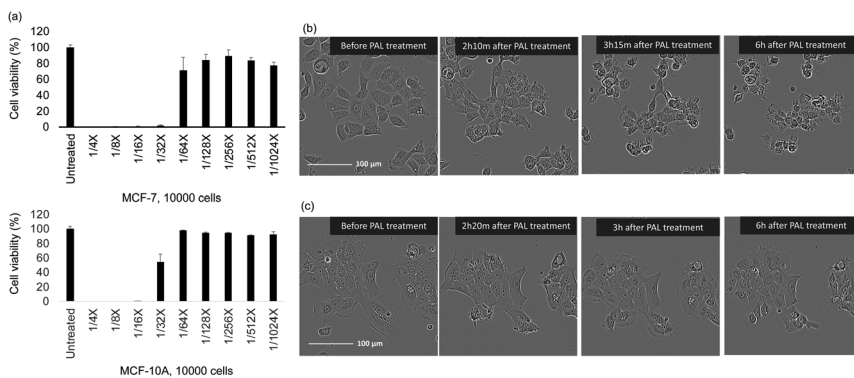 (a)
Cell viability (%)
120
100
80
60
40
20
0
Untreated
1/4X
1/8X
1/16X
1/32X
1/64X
1/128X
1/256X
1/512X
1/1024X
MCF-7, 10000 cells
Cell viability (%)
120
100
80
60
40
20
0
Untreated
1/4X
1/8X
1/16X
1/32X
1/64X
1/128X
1/256X
1/512X
1/1024X
MCF-10A, 10000 cells
(b)
Before PAL treatment
2h10m after PAL treatment
3h15m after PAL treatment
6h after PAL treatment
100 µm
(c)
Before PAL treatment
2h20m after PAL treatment
3h after PAL treatment
6h after PAL treatment
100 µm